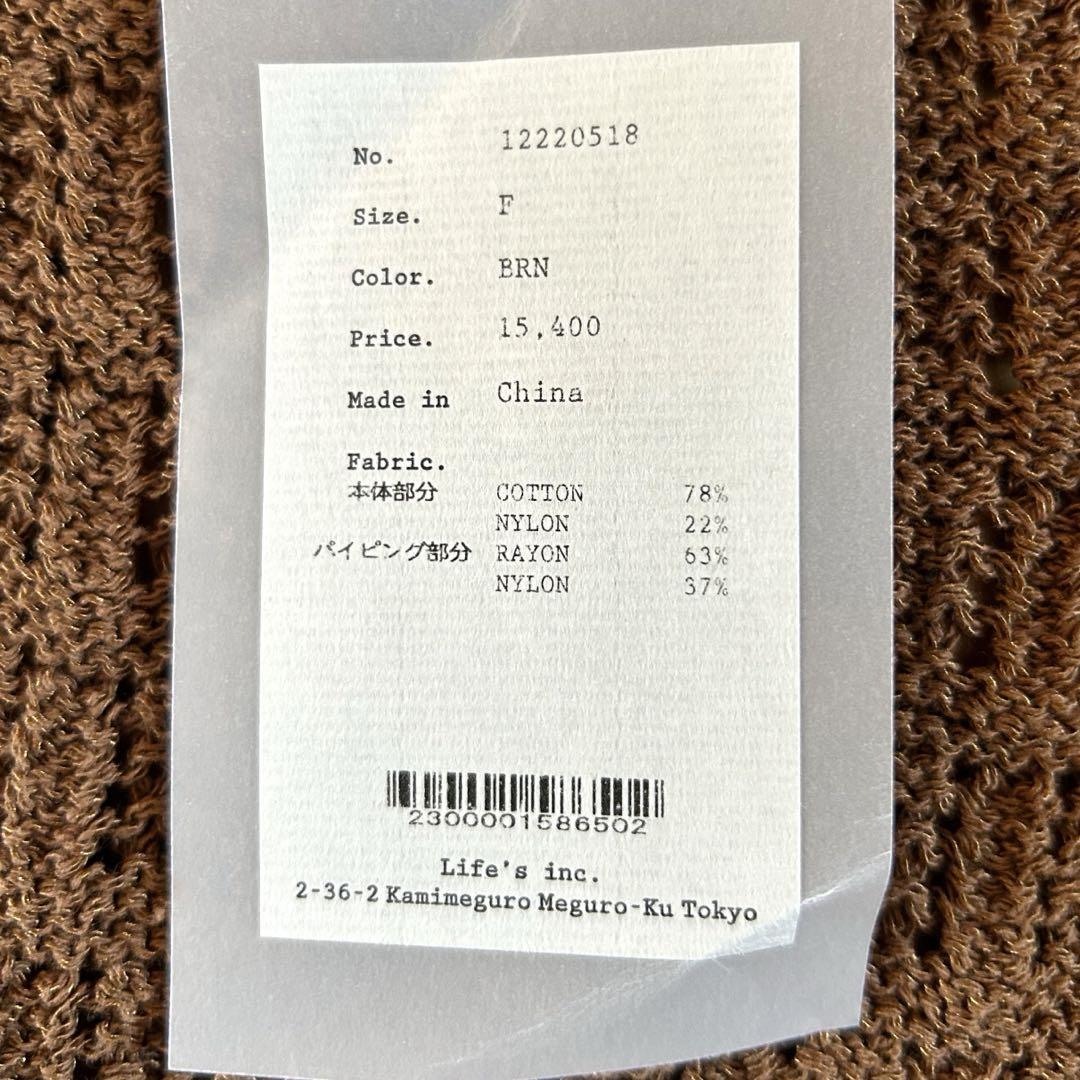 No. 12220518
Size. F
Color. BRN
Price. 15,400
Made in China
Fabric.
本体部分 COTTON 78%
NYLON 22%
パイピング部分 RAYON 63%
NYLON 37%
2300001586502
Life's inc.
2-36-2 Kamimeguro Meguro-Ku Tokyo